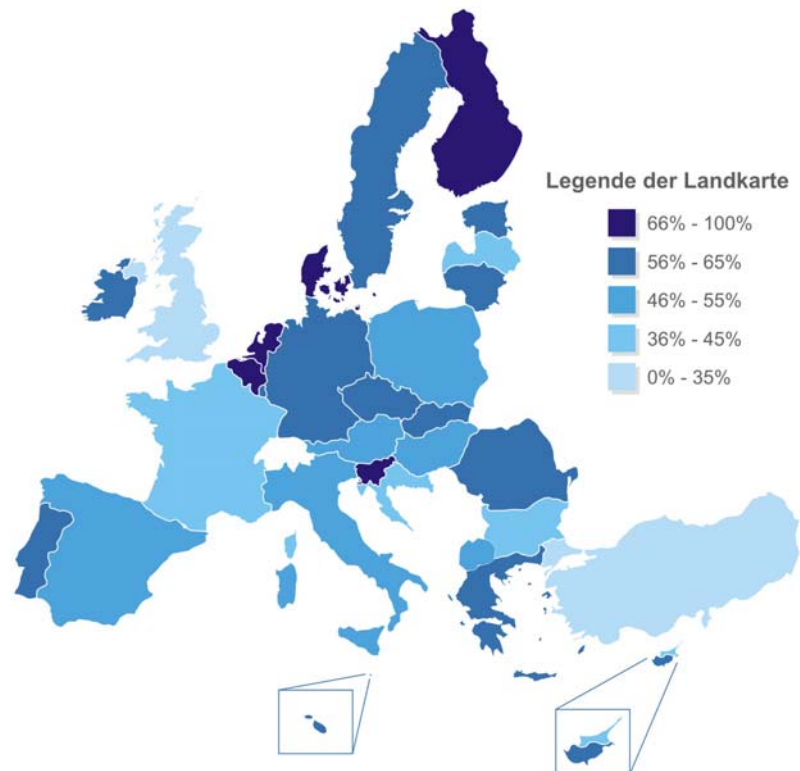 Legende der Landkarte
66% - 100%
56% - 65%
46% - 55%
36% - 45%
0% - 35%